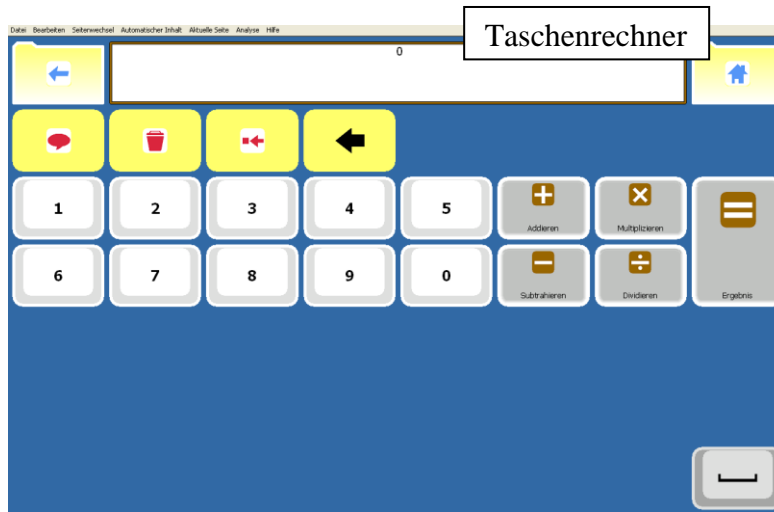 Datei Bearbeiten Seitenwechsel Automatischer Inhalt Aktuelle Seite Analyse Hilfe
Taschenrechner
0
1 2 3 4 5 Addieren Multiplizieren
6 7 8 9 0 Subtrahieren Dividieren Ergebnis